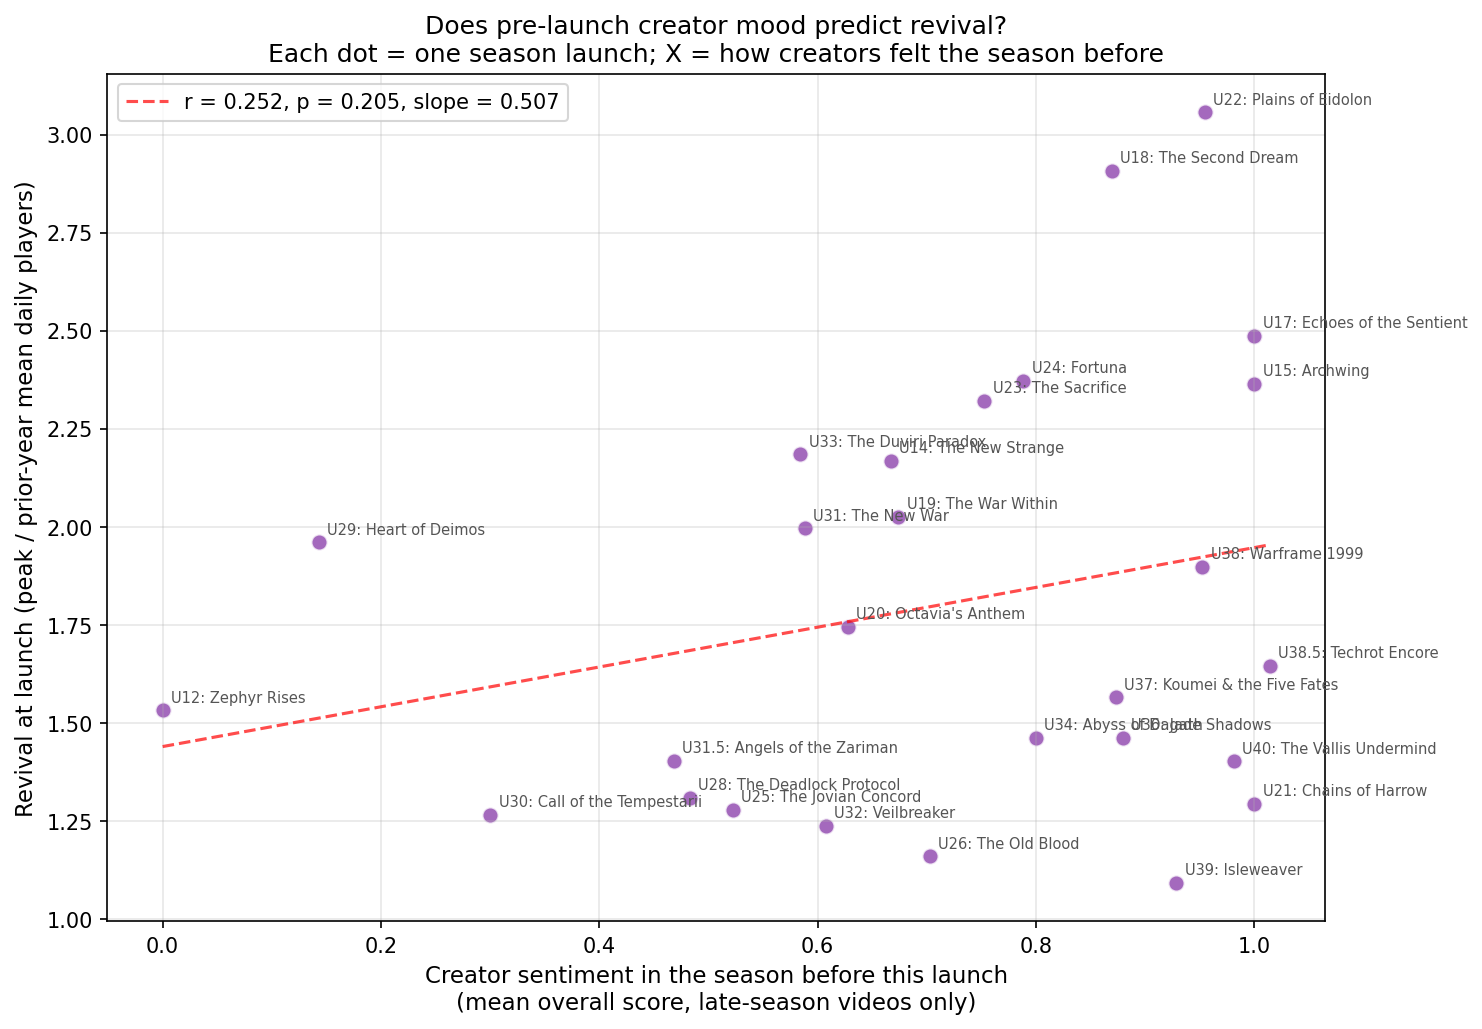 Does pre-launch creator mood predict revival?
Each dot = one season launch; X = how creators felt the season before
r = 0.252, p = 0.205, slope = 0.507
Revival at launch (peak / prior-year mean daily players)
3.00
2.75
2.50
2.25
2.00
1.75
1.50
1.25
1.00
U22: Plains of Eidolon
U18: The Second Dream
U17: Echoes of the Sentient
U15: Archwing
U24: Fortuna
U23: The Sacrifice
U33: The Duviri Paradox
U14: The New Strange
U19: The War Within
U31: The New War
U29: Heart of Deimos
U38: Warframe 1999
U20: Octavia's Anthem
U12: Zephyr Rises
U38.5: Techrot Encore
U37: Koumei & the Five Fates
U34: Abyss of Dagath
U36: Jade Shadows
U31.5: Angels of the Zariman
U40: The Vallis Undermind
U28: The Deadlock Protocol
U25: The Jovian Concord
U30: Call of the Tempestarii
U21: Chains of Harrow
U32: Veilbreaker
U26: The Old Blood
U39: Isleweaver
0.0 0.2 0.4 0.6 0.8 1.0
Creator sentiment in the season before this launch
(mean overall score, late-season videos only)